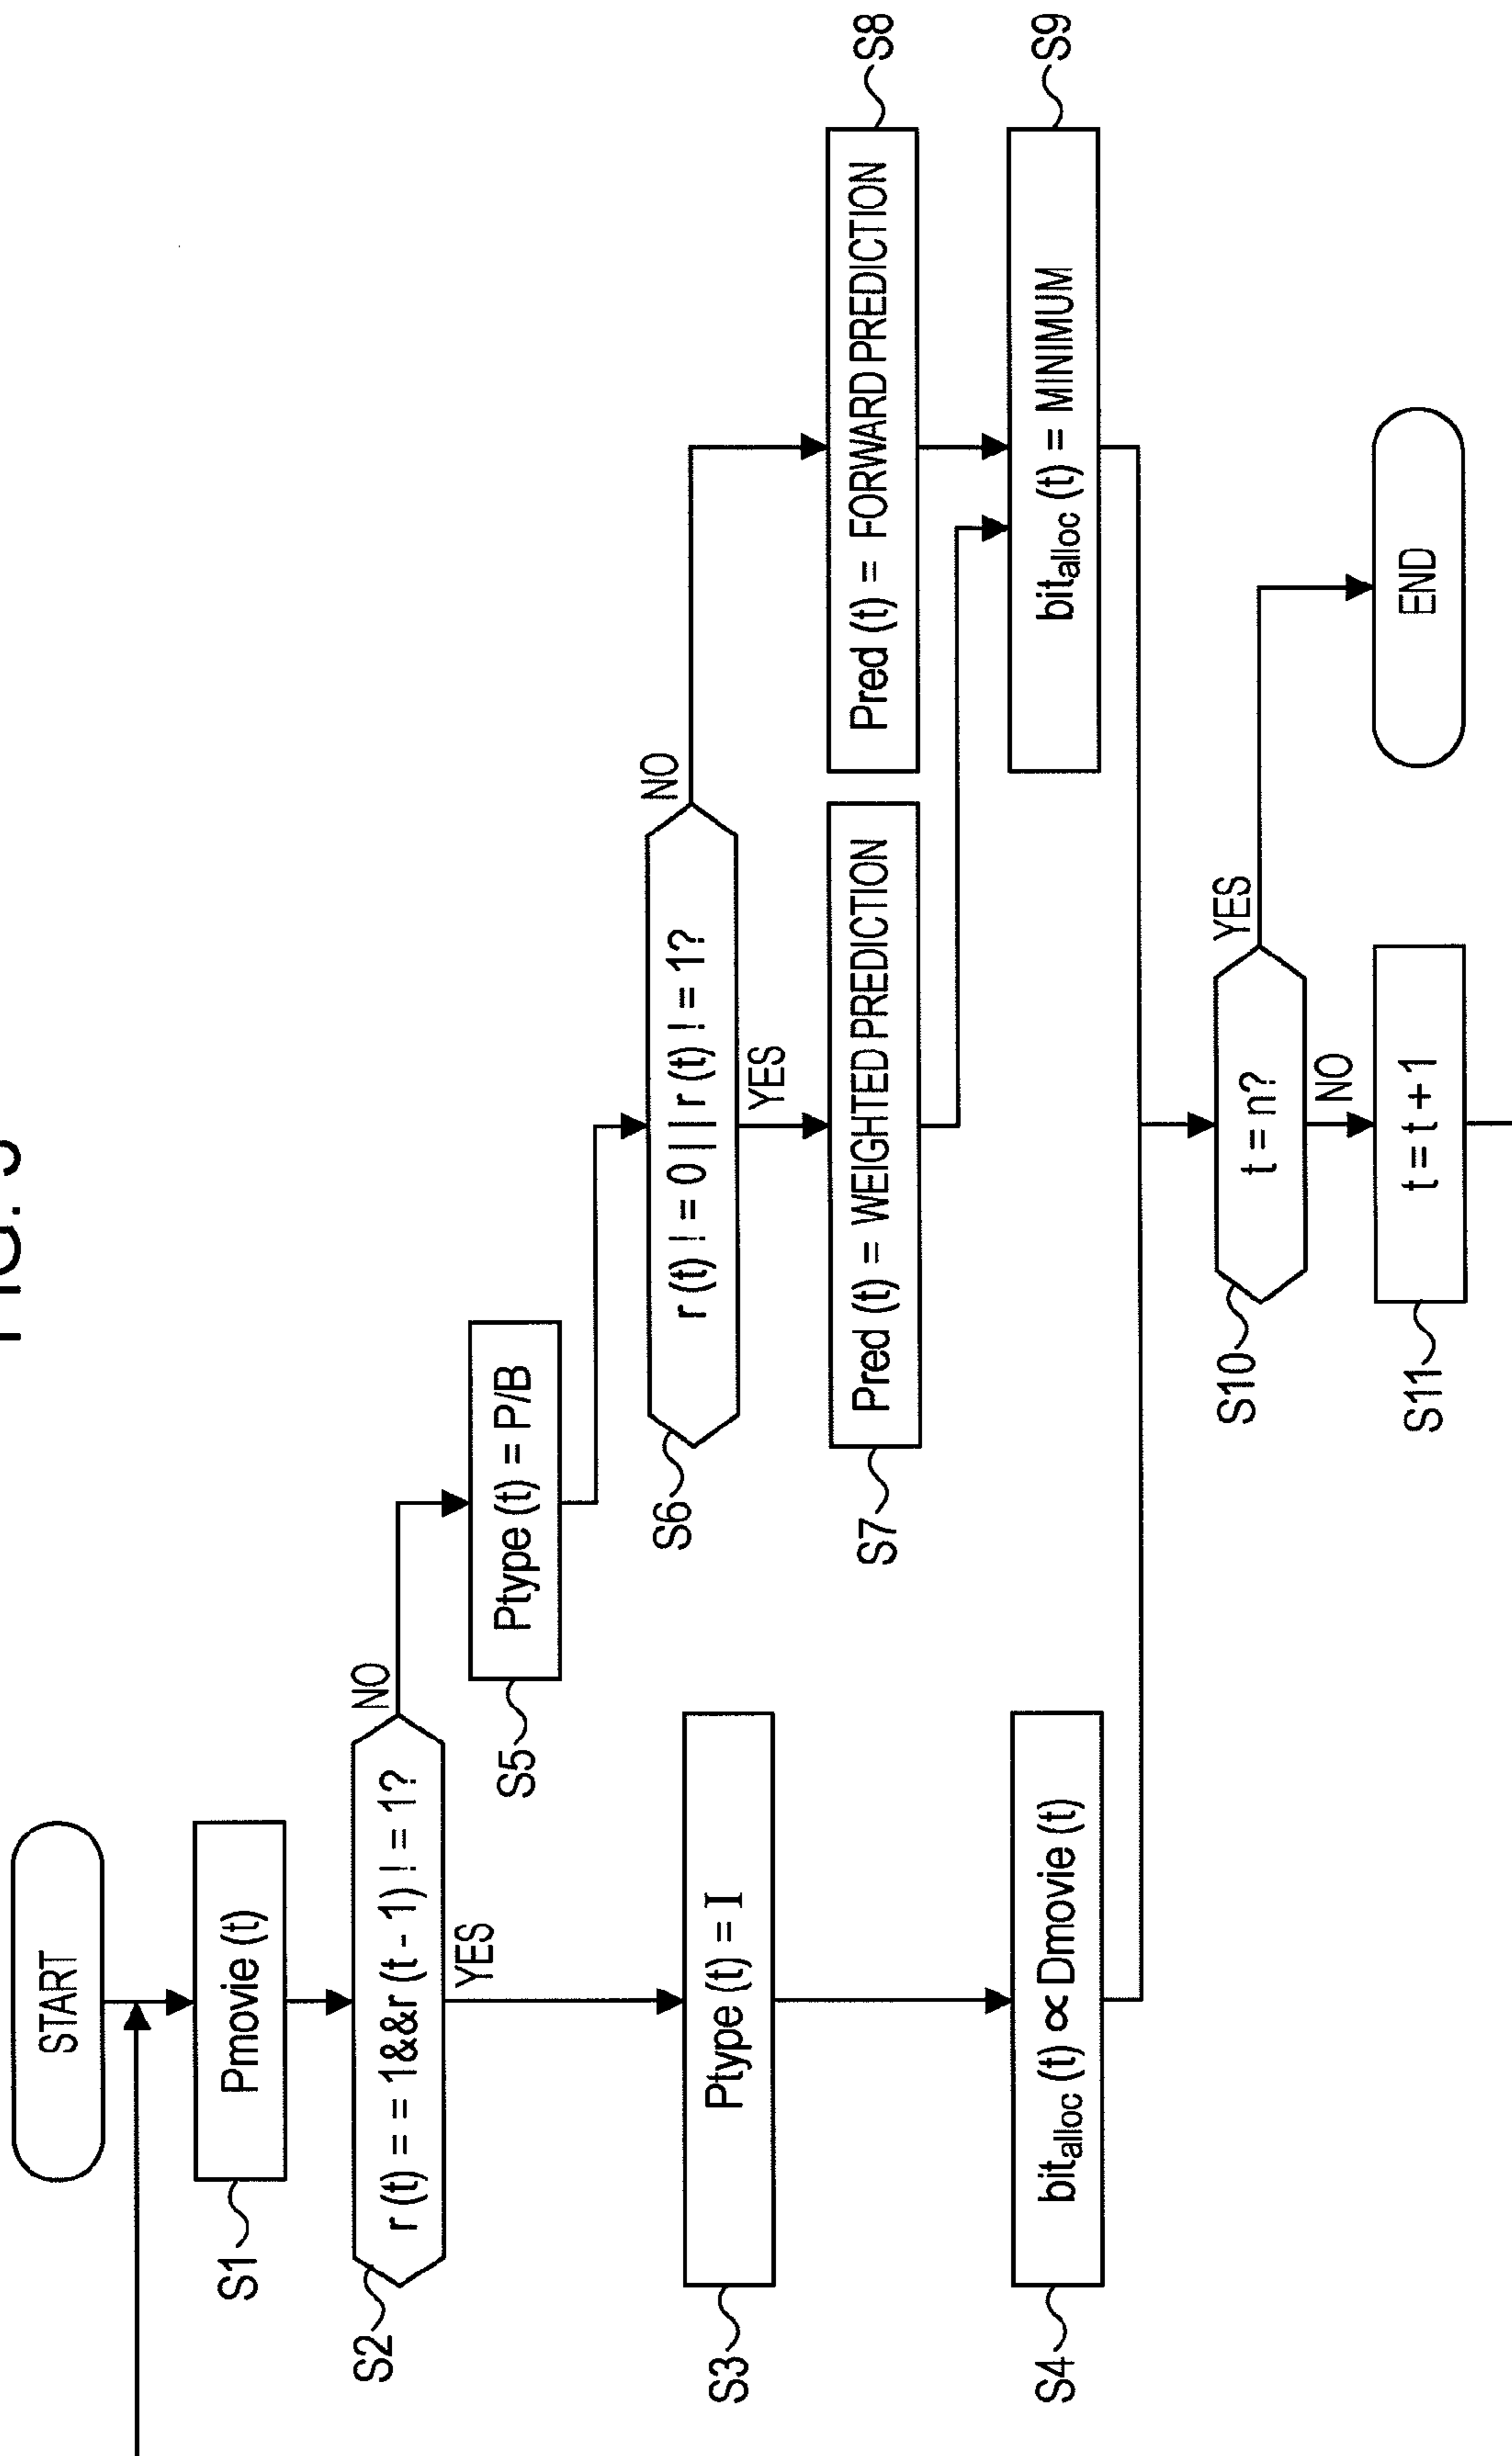 START
S1
Pmovie (t)
S2
r (t) = = 1&&r (t - 1) ! = 1?
NO
YES
S5
Ptype (t) = P/B
S3
Ptype (t) = I
S6
r (t) ! = 0 | | r (t) ! = 1?
NO
YES
S7
Pred (t) = WEIGHTED PREDICTION
Pred (t) = FORWARD PREDICTION
S8
S4
bitalloc (t) ∝ Dmovie (t)
bitalloc (t) = MINIMUM
S9
S10
t = n?
YES
NO
S11
t = t + 1
END